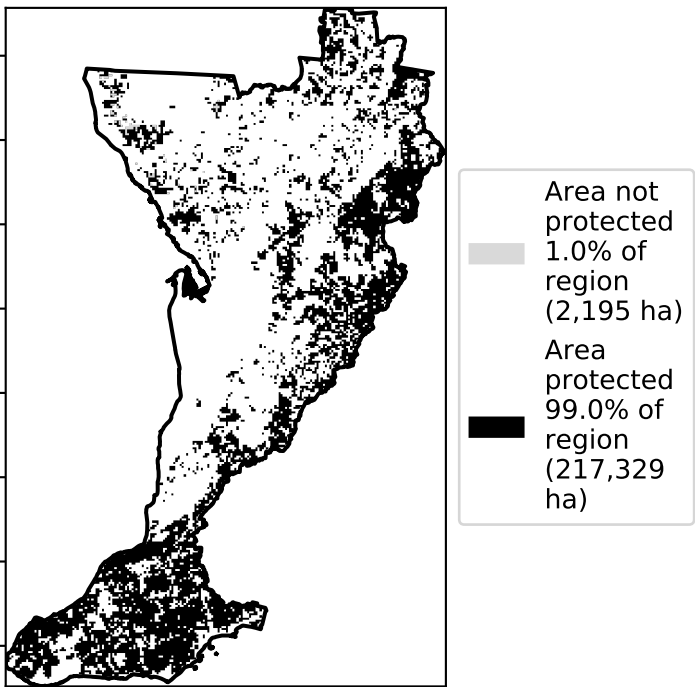 Area not
protected
1.0% of
region
(2,195 ha)
Area
protected
99.0% of
region
(217,329
ha)